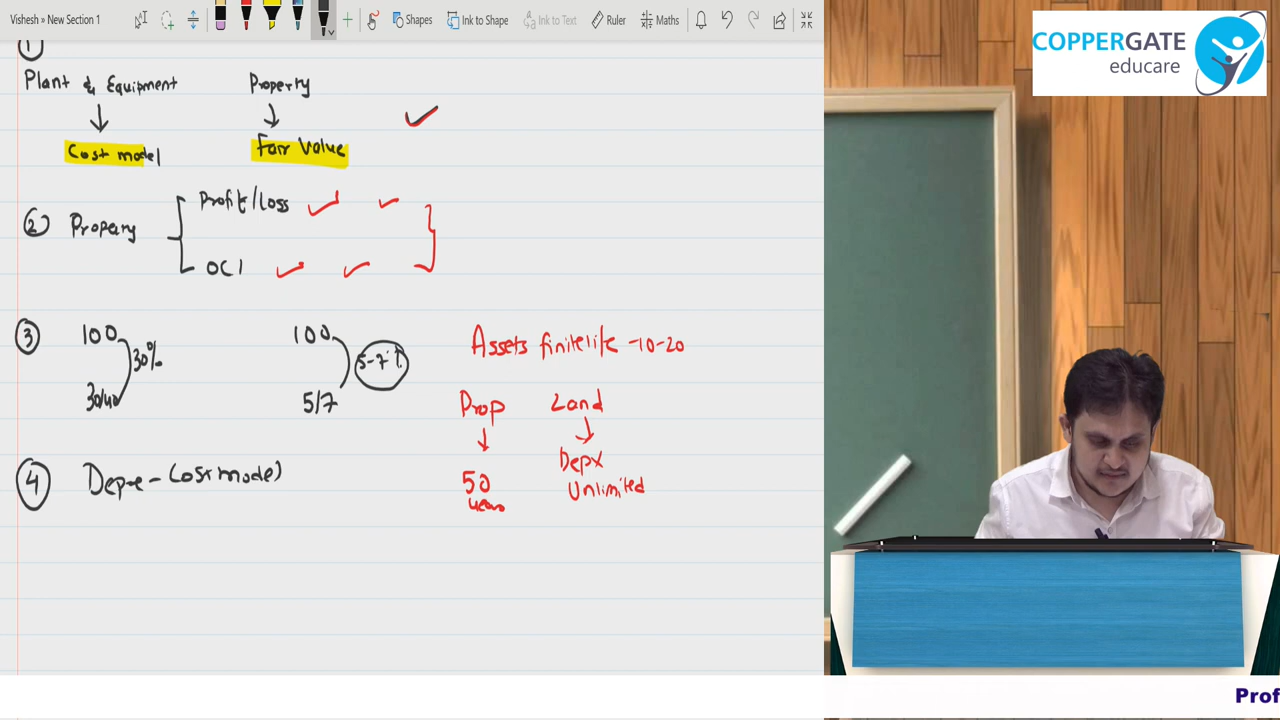 Vishesh » New Section 1
Shapes
Ink to Shape
Ink to Text
Ruler
Maths
COPPERGATE
educare
1
Plant & Equipment Property
Cost model Fair Value
② Property
Profit/Loss
OCI
③ 100 30% 30/40
100 5-7% 5/7
Assets finite life -10-20
Prop Land
50 years
Dep x
Unlimited
④ Depre - Cost model)
Prof